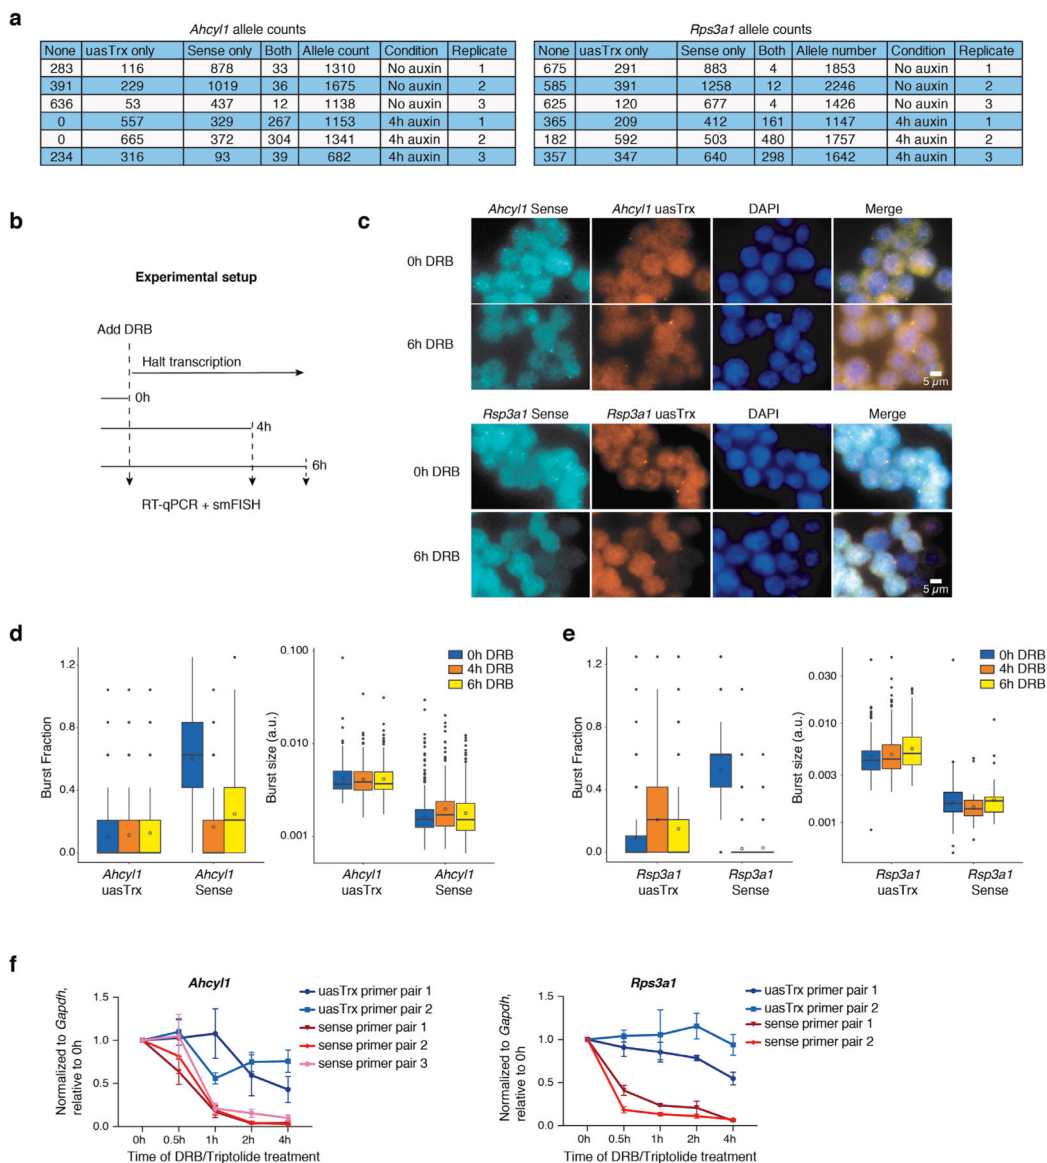 a
Ahcyl1 allele counts
None uasTrx only Sense only Both Allele count Condition Replicate
283 116 878 33 1310 No auxin 1
391 229 1019 36 1675 No auxin 2
636 53 437 12 1138 No auxin 3
0 557 329 267 1153 4h auxin 1
0 665 372 304 1341 4h auxin 2
234 316 93 39 682 4h auxin 3
Rps3a1 allele counts
None uasTrx only Sense only Both Allele number Condition Replicate
675 291 883 4 1853 No auxin 1
585 391 1258 12 2246 No auxin 2
625 120 677 4 1426 No auxin 3
365 209 412 161 1147 4h auxin 1
182 592 503 480 1757 4h auxin 2
357 347 640 298 1642 4h auxin 3
b
Experimental setup
Add DRB
Halt transcription
0h
4h
6h
RT-qPCR + smFISH
c
Ahcyl1 Sense Ahcyl1 uasTrx DAPI Merge
0h DRB
6h DRB
5 µm
Rsp3a1 Sense Rsp3a1 uasTrx DAPI Merge
0h DRB
6h DRB
5 µm
d
Burst Fraction
1.2
0.8
0.4
0.0
Ahcyl1 Ahcyl1
uasTrx Sense
Burst size (a.u.)
0.100
0.010
0.001
Ahcyl1 Ahcyl1
uasTrx Sense
0h DRB
4h DRB
6h DRB
e
Burst Fraction
1.2
0.8
0.4
0.0
Rsp3a1 Rsp3a1
uasTrx Sense
Burst size (a.u.)
0.030
0.010
0.003
0.001
Rsp3a1 Rsp3a1
uasTrx Sense
0h DRB
4h DRB
6h DRB
f
Ahcyl1
Normalized to Gapdh,
relative to 0h
1.5
1.0
0.5
0.0
0h 0.5h 1h 2h 4h
Time of DRB/Triptolide treatment
uasTrx primer pair 1
uasTrx primer pair 2
sense primer pair 1
sense primer pair 2
sense primer pair 3
Rps3a1
Normalized to Gapdh,
relative to 0h
1.5
1.0
0.5
0.0
0h 0.5h 1h 2h 4h
Time of DRB/Triptolide treatment
uasTrx primer pair 1
uasTrx primer pair 2
sense primer pair 1
sense primer pair 2